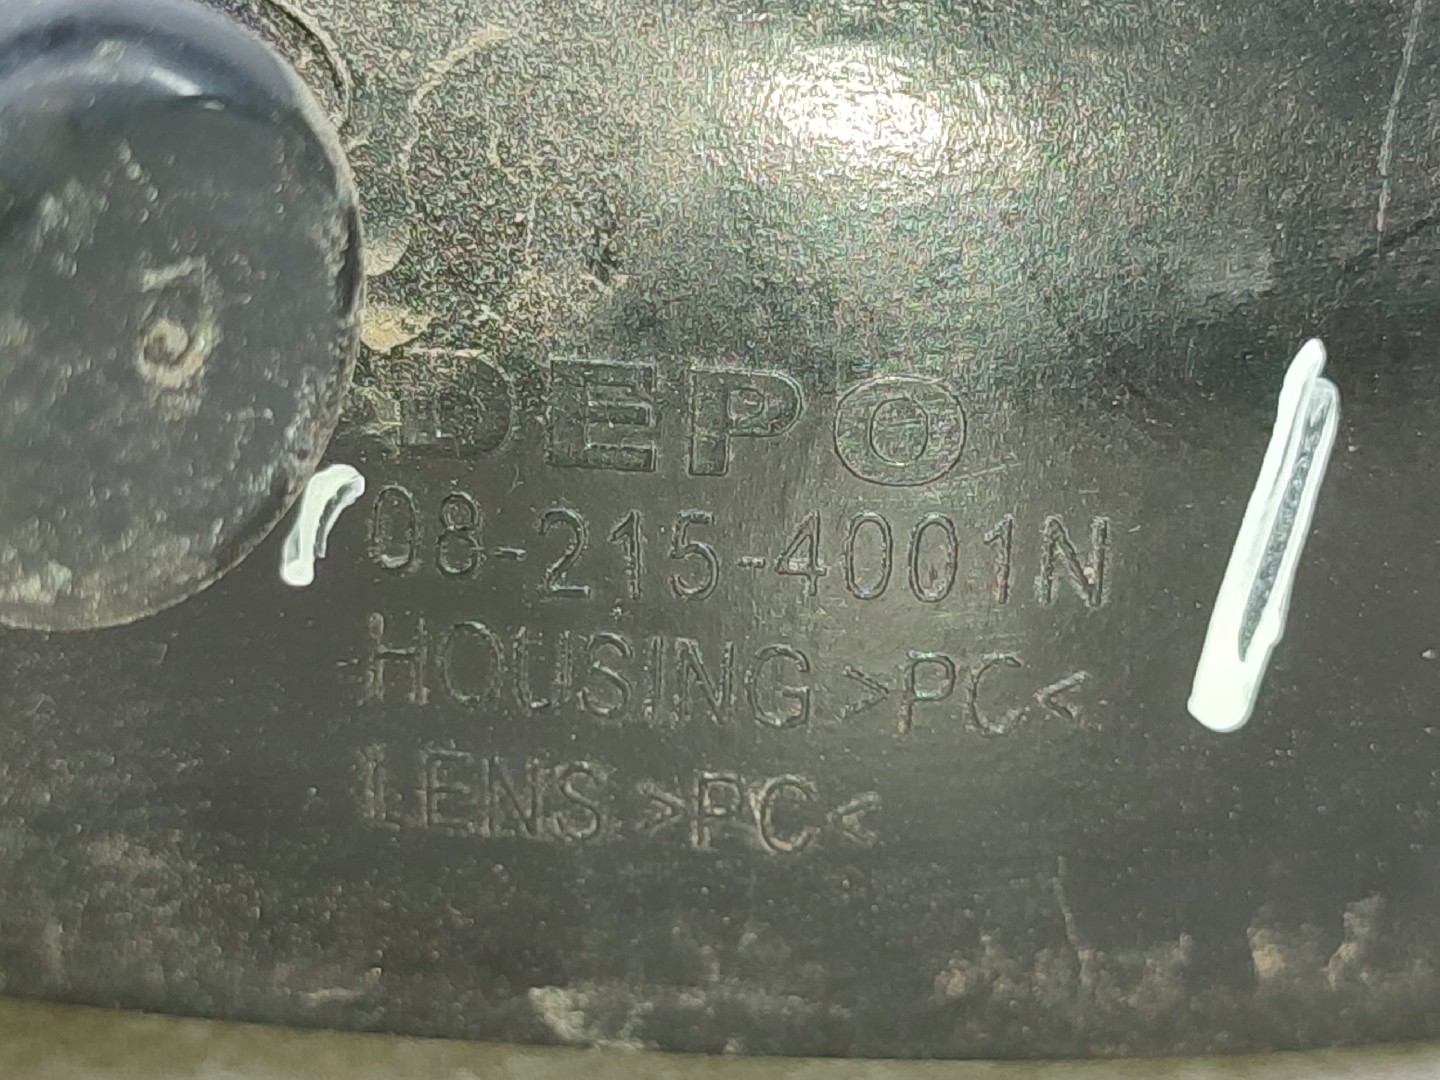 DEPO
08-215-4001N
HOUSING >PC<
LENS >PC<